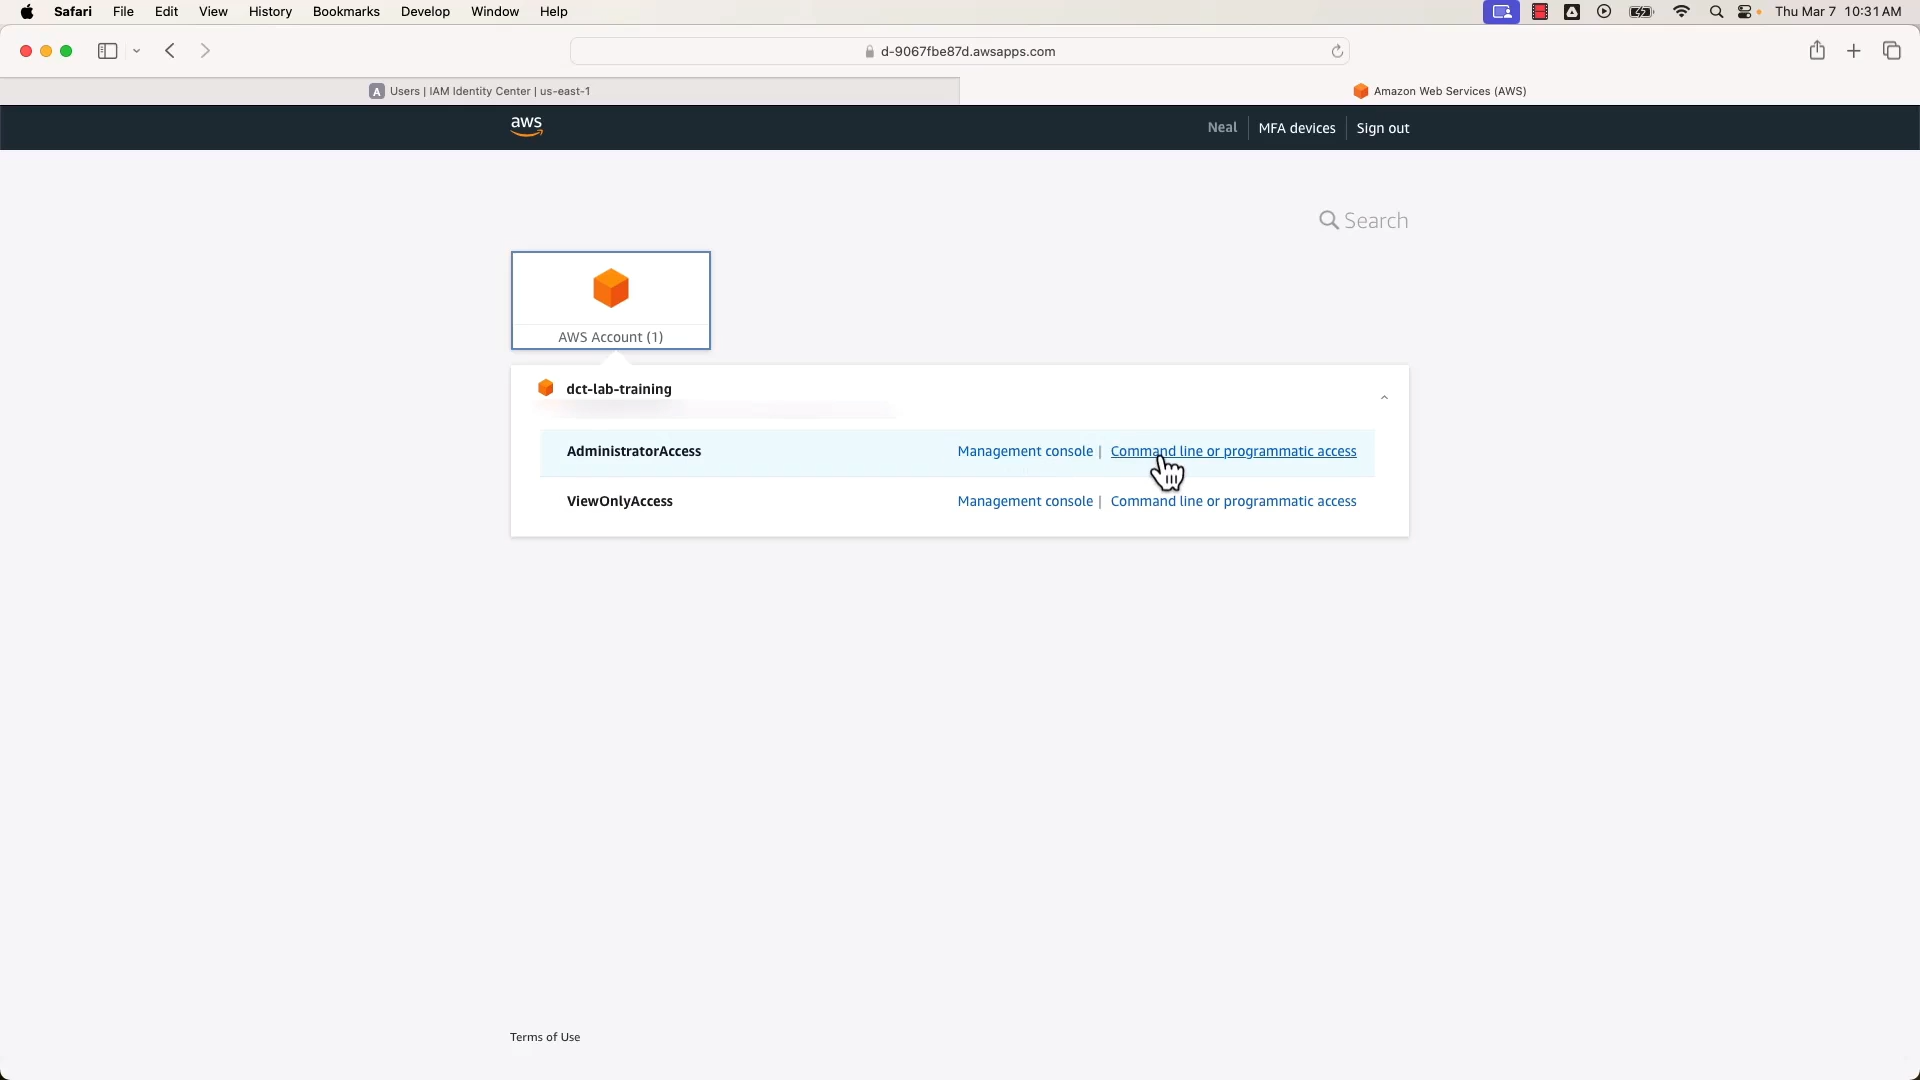 Safari File Edit View History Bookmarks Develop Window Help Thu Mar 7 10:31 AM
d-9067fbe87d.awsapps.com
A Users | IAM Identity Center | us-east-1 Amazon Web Services (AWS)
aws Neal MFA devices Sign out
Search
AWS Account (1)
dct-lab-training
AdministratorAccess Management console | Command line or programmatic access
ViewOnlyAccess Management console | Command line or programmatic access
Terms of Use